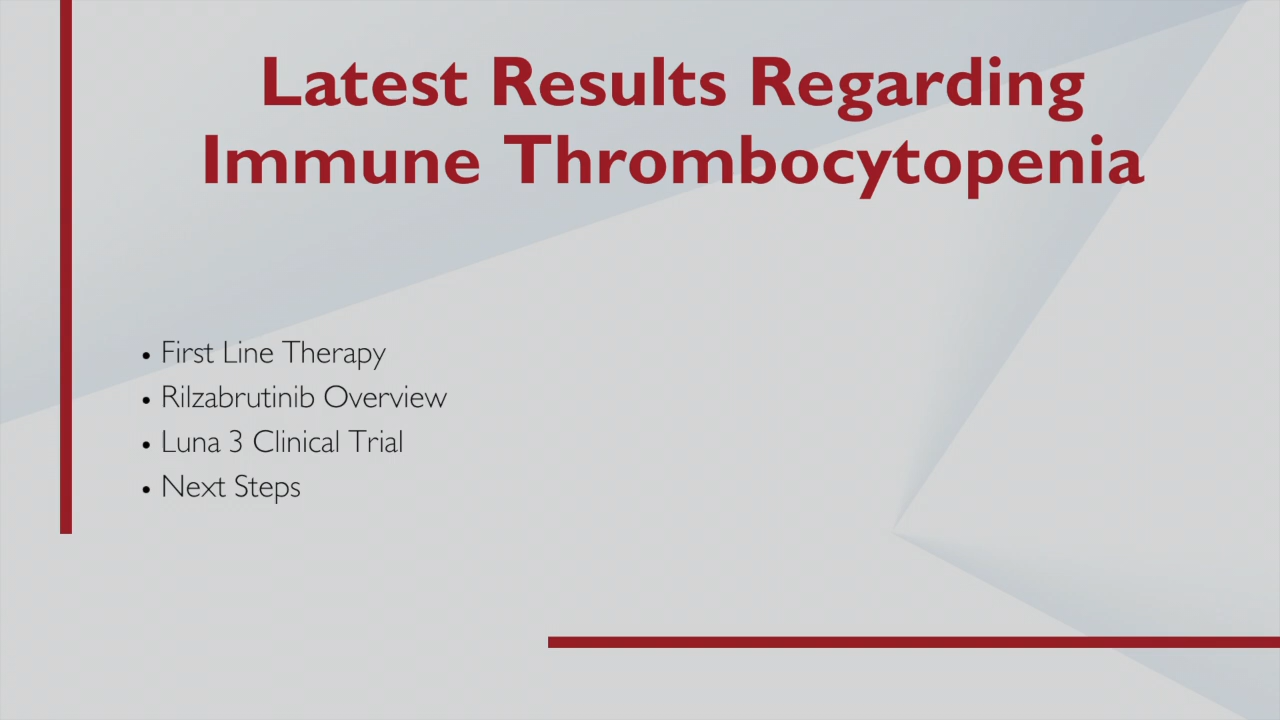 Latest Results Regarding
Immune Thrombocytopenia
• First Line Therapy
• Rilzabrutinib Overview
• Luna 3 Clinical Trial
• Next Steps